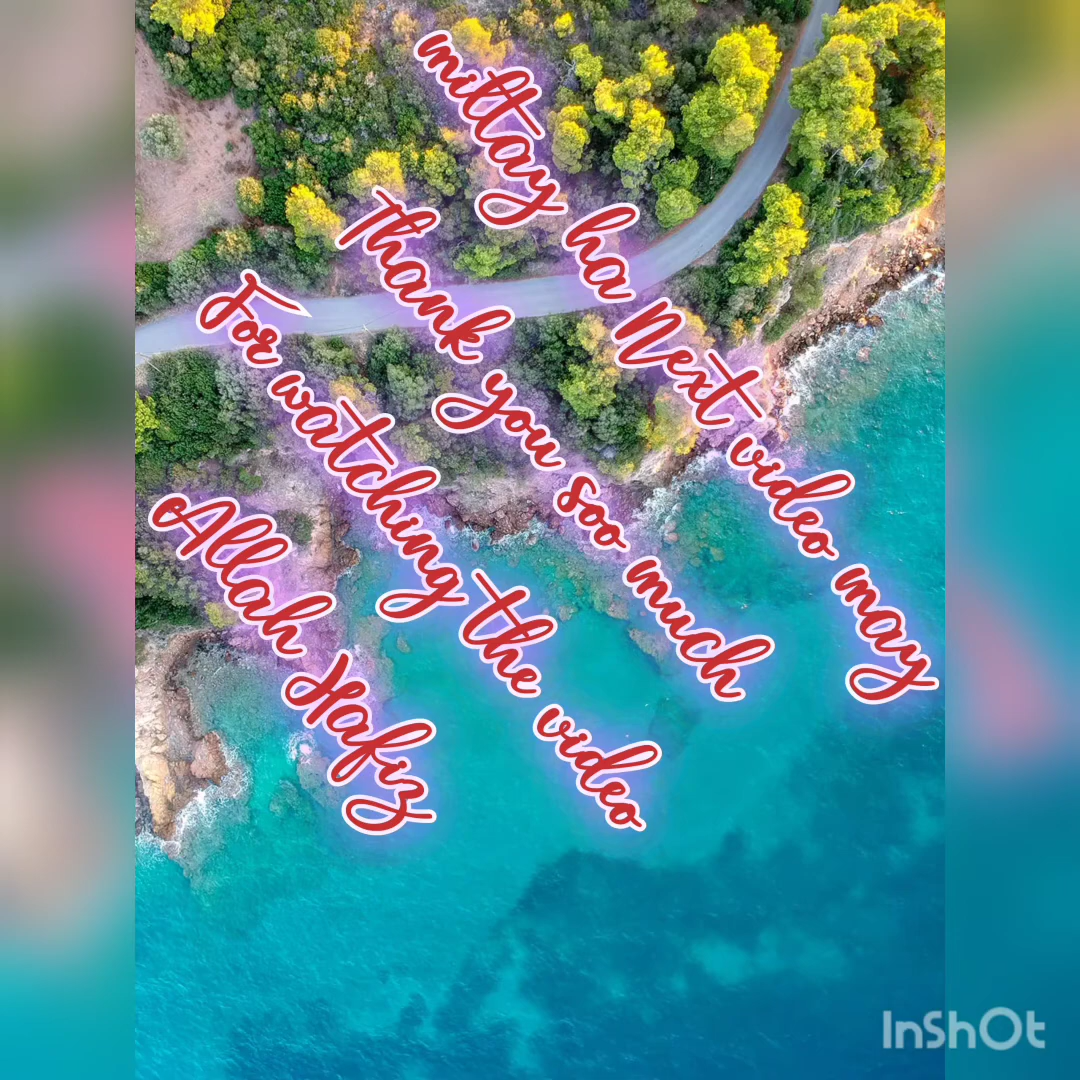 miltay ha Next video may
Thank you soo much
For watching the video
Allah Hafiz
InShOt